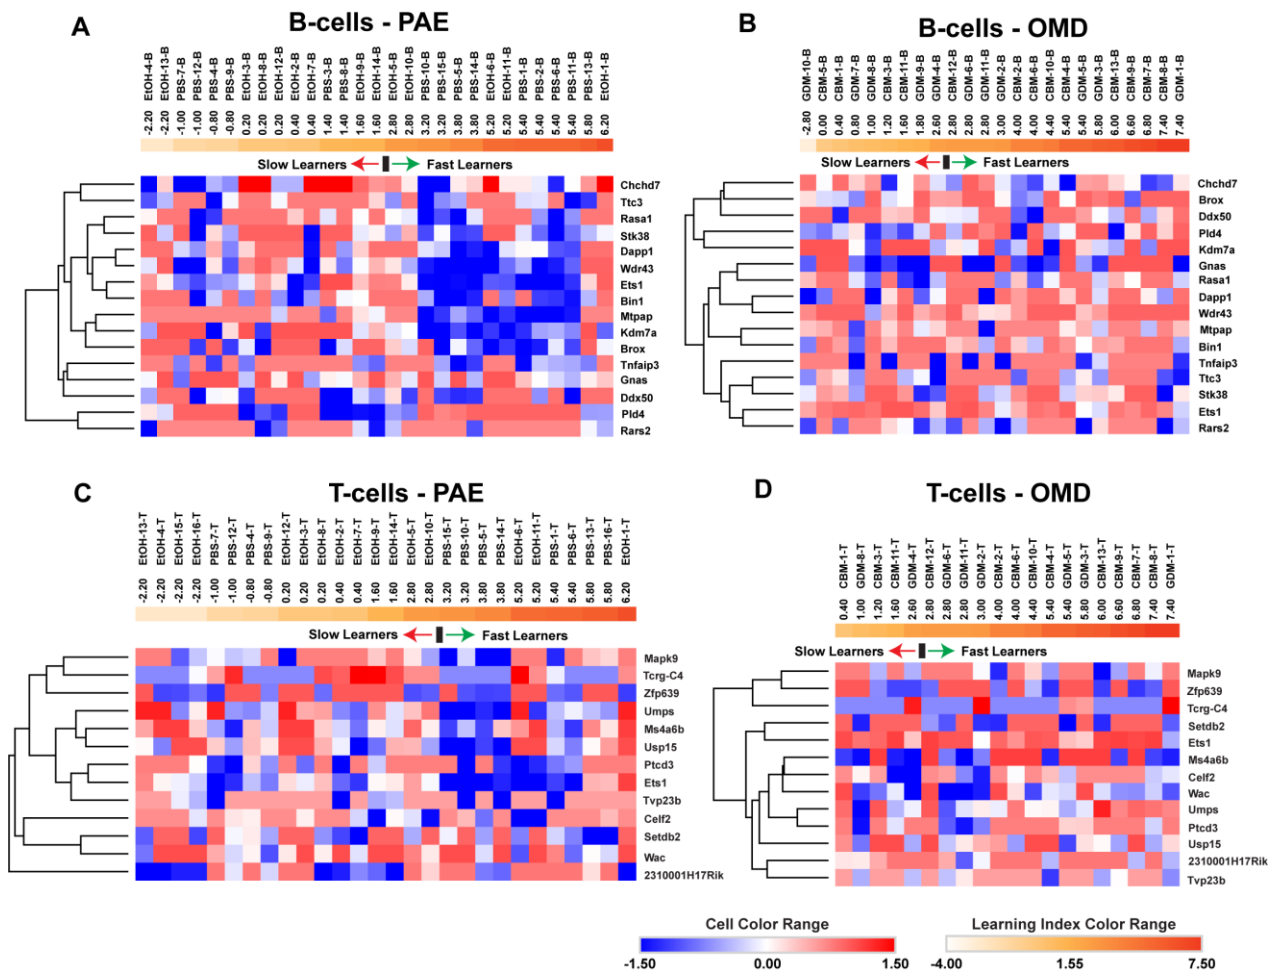 A
B-cells - PAE
EtOH-4-B EtOH-13-B PBS-7-B PBS-12-B PBS-4-B PBS-9-B EtOH-3-B EtOH-8-B EtOH-12-B EtOH-2-B EtOH-7-B PBS-3-B PBS-8-B EtOH-9-B EtOH-14-B EtOH-5-B EtOH-10-B PBS-10-B PBS-15-B PBS-5-B PBS-14-B EtOH-6-B EtOH-11-B PBS-1-B PBS-2-B PBS-6-B PBS-11-B PBS-13-B EtOH-1-B
-2.20 -2.20 -1.00 -1.00 -0.80 -0.80 0.20 0.20 0.20 0.40 0.40 1.40 1.40 1.60 1.60 2.80 2.80 3.20 3.20 3.80 3.80 5.20 5.20 5.40 5.40 5.40 5.40 5.80 6.20
Slow Learners Fast Learners
Chchd7
Ttc3
Rasa1
Stk38
Dapp1
Wdr43
Ets1
Bin1
Mtpap
Kdm7a
Brox
Tnfaip3
Gnas
Ddx50
Pld4
Rars2
B
B-cells - OMD
GDM-10-B CBM-5-B CBM-1-B GDM-7-B GDM-8-B CBM-3-B CBM-11-B GDM-9-B GDM-4-B CBM-12-B GDM-6-B GDM-11-B GDM-2-B CBM-2-B CBM-6-B CBM-10-B CBM-4-B GDM-5-B GDM-3-B CBM-13-B CBM-9-B CBM-7-B CBM-8-B GDM-1-B
-2.80 0.00 0.40 0.80 1.00 1.20 1.60 1.80 2.60 2.80 2.80 2.80 3.00 4.00 4.00 4.40 5.40 5.40 5.80 6.00 6.60 6.80 7.40 7.40
Slow Learners Fast Learners
Chchd7
Brox
Ddx50
Pld4
Kdm7a
Gnas
Rasa1
Dapp1
Wdr43
Mtpap
Bin1
Tnfaip3
Ttc3
Stk38
Ets1
Rars2
C
T-cells - PAE
EtOH-13-T EtOH-4-T EtOH-15-T EtOH-16-T PBS-7-T PBS-12-T PBS-4-T PBS-9-T EtOH-12-T EtOH-3-T EtOH-8-T EtOH-2-T EtOH-7-T EtOH-9-T EtOH-14-T EtOH-5-T EtOH-10-T PBS-15-T PBS-10-T PBS-5-T PBS-14-T EtOH-6-T EtOH-11-T PBS-1-T PBS-6-T PBS-13-T PBS-16-T EtOH-1-T
-2.20 -2.20 -2.20 -2.20 -1.00 -1.00 -0.80 -0.80 0.20 0.20 0.20 0.40 0.40 1.60 1.60 2.80 2.80 3.20 3.20 3.80 3.80 5.20 5.20 5.40 5.40 5.80 5.80 6.20
Slow Learners Fast Learners
Mapk9
Tcrg-C4
Zfp639
Umps
Ms4a6b
Usp15
Ptcd3
Ets1
Tvp23b
Celf2
Setdb2
Wac
2310001H17Rik
D
T-cells - OMD
CBM-1-T GDM-8-T CBM-3-T CBM-11-T GDM-4-T CBM-12-T GDM-6-T GDM-11-T GDM-2-T CBM-2-T CBM-6-T CBM-10-T CBM-4-T GDM-5-T GDM-3-T CBM-13-T CBM-9-T CBM-7-T CBM-8-T GDM-1-T
0.40 1.00 1.20 1.60 2.60 2.80 2.80 2.80 3.00 4.00 4.00 4.40 5.40 5.40 5.80 6.00 6.60 6.80 7.40 7.40
Slow Learners Fast Learners
Mapk9
Zfp639
Tcrg-C4
Setdb2
Ets1
Ms4a6b
Celf2
Wac
Umps
Ptcd3
Usp15
2310001H17Rik
Tvp23b
Cell Color Range
-1.50 0.00 1.50
Learning Index Color Range
-4.00 1.55 7.50